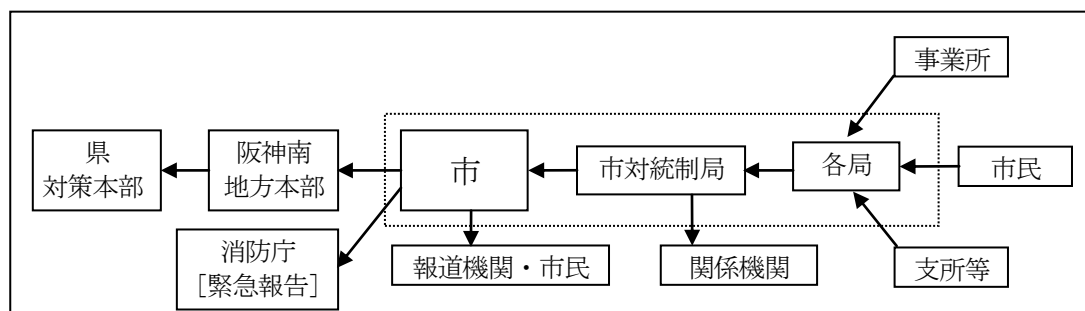 事業所
県
対策本部
阪神南
地方本部
市
市対統制局
各局
市民
消防庁
[緊急報告]
報道機関・市民
関係機関
支所等